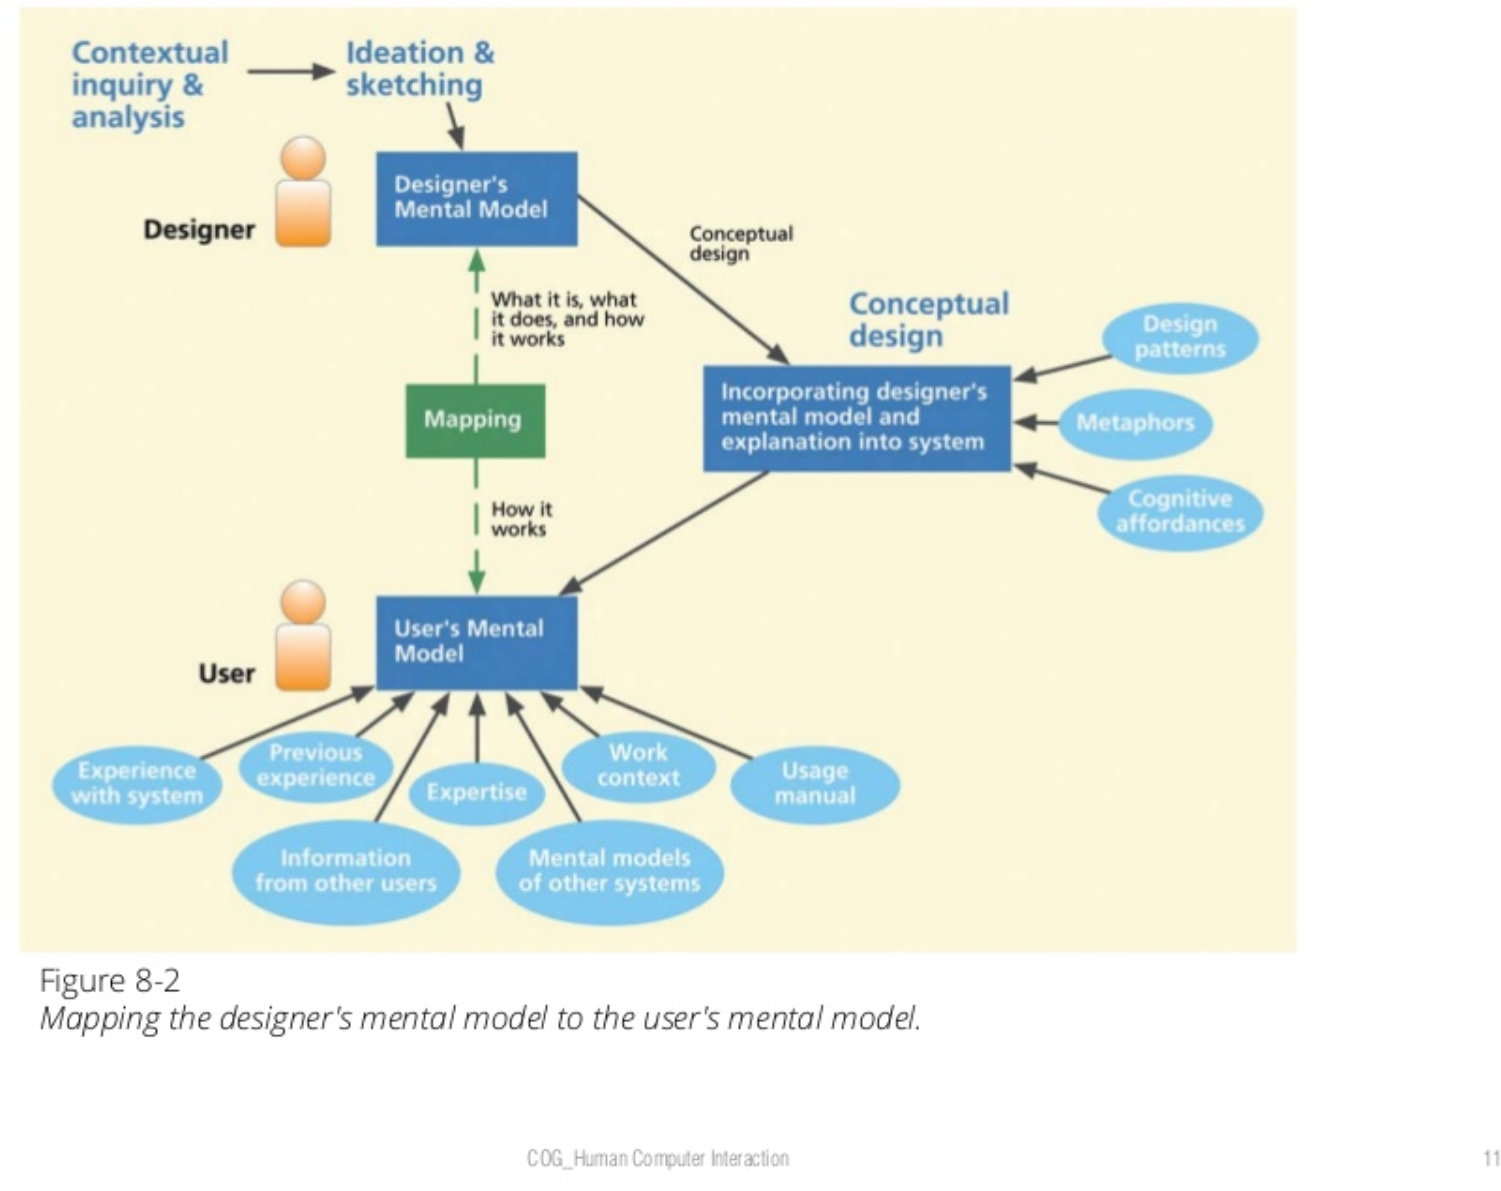 Contextual
inquiry &
analysis
Ideation &
sketching
Designer's
Mental Model
Designer
Conceptual
design
What it is, what
it does, and how
it works
Conceptual
design
Design
patterns
Incorporating designer's
mental model and
explanation into system
Mapping
Metaphors
Cognitive
affordances
How it
works
User's Mental
Model
User
Experience
with system
Previous
experience
Expertise
Work
context
Usage
manual
Information
from other users
Mental models
of other systems
Figure 8-2
Mapping the designer's mental model to the user's mental model.
COG_Human Computer Interaction
11